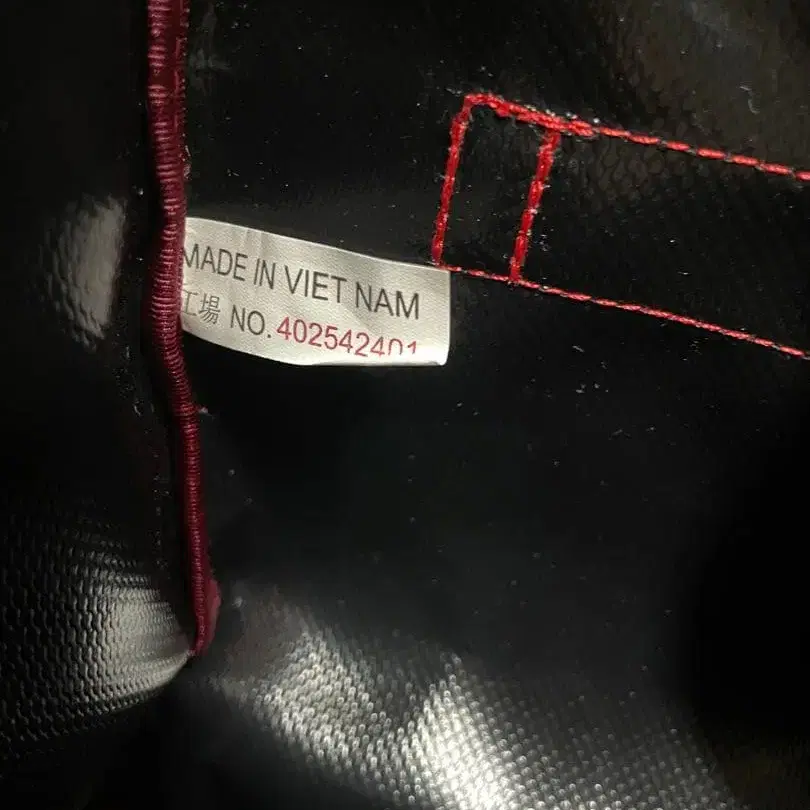 MADE IN VIET NAM
工場 NO. 402542401